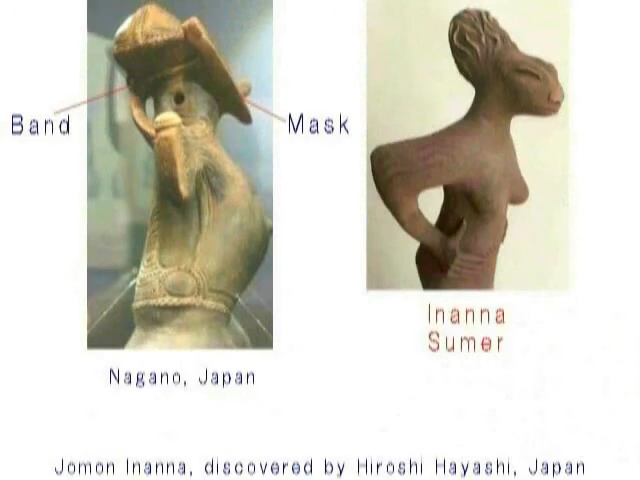 Band
Mask
Inanna
Sumer
Nagano, Japan
Jomon Inanna, discovered by Hiroshi Hayashi, Japan